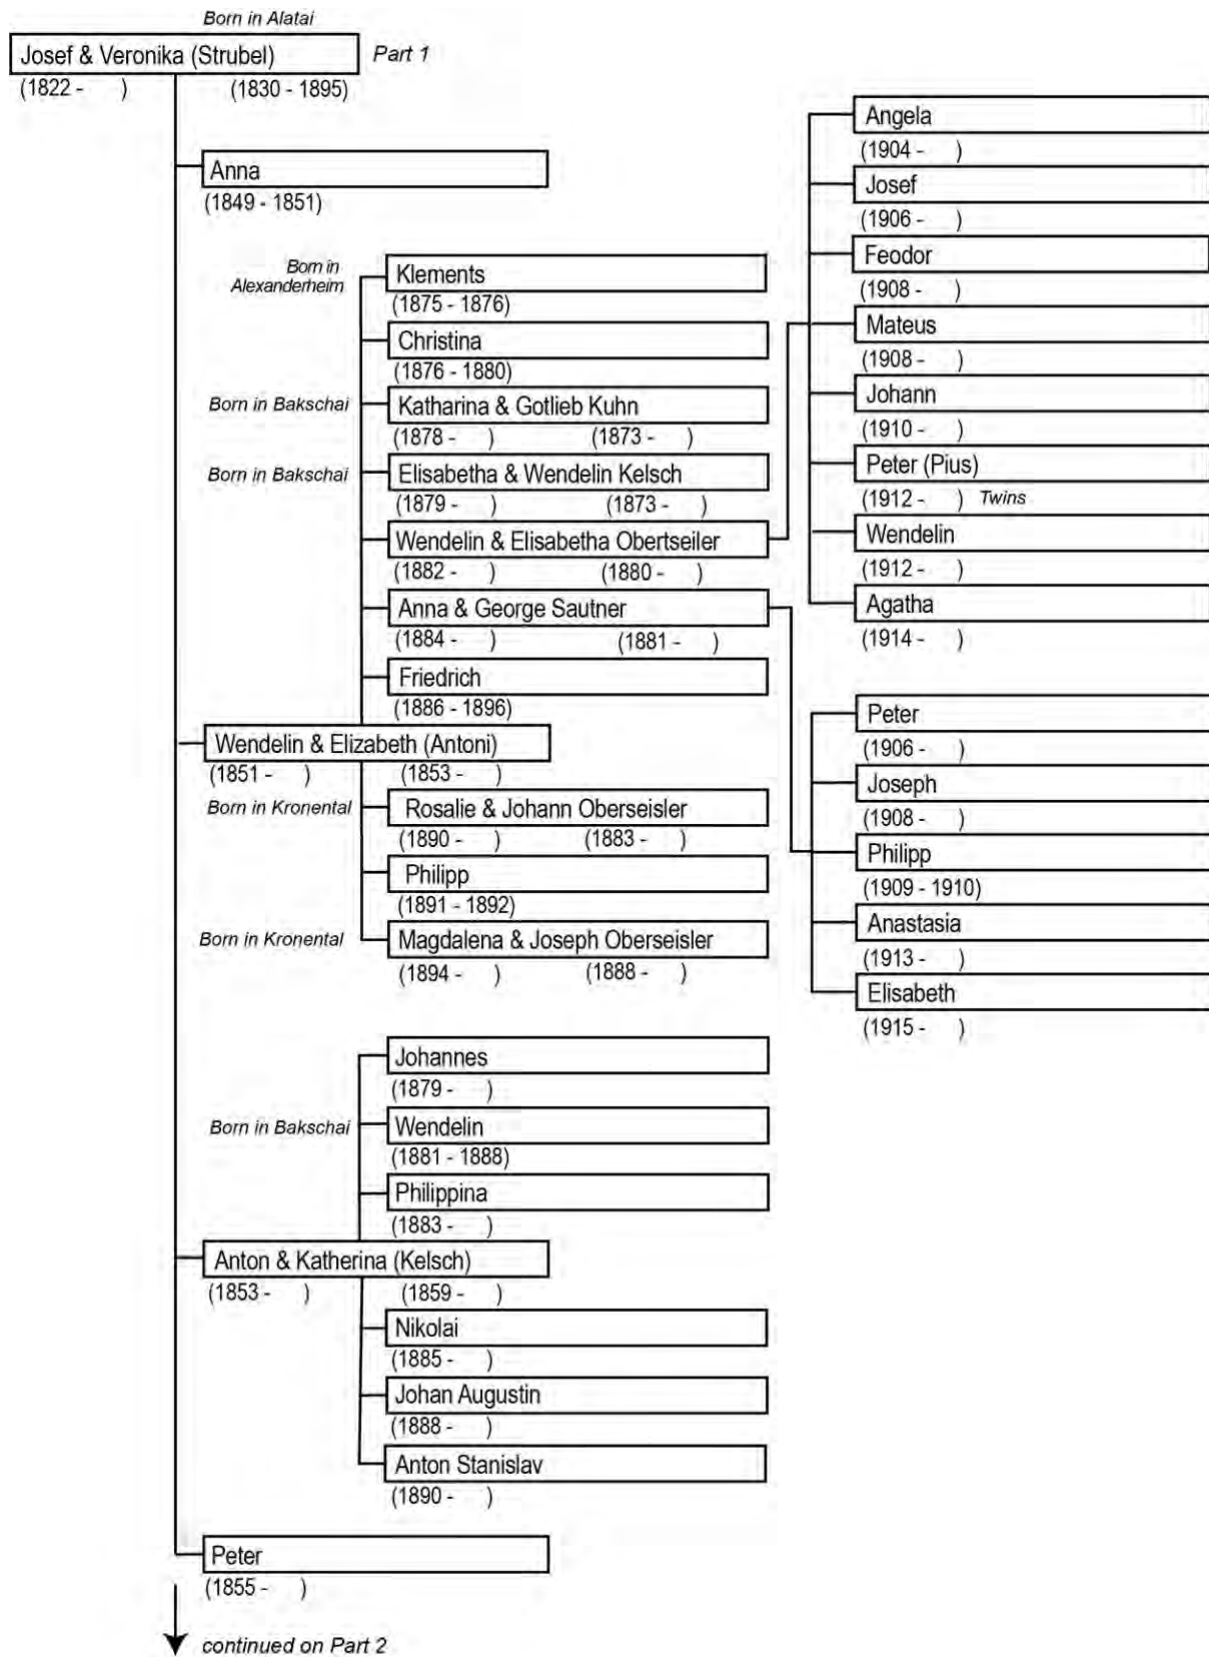 Born in Alatai
Josef & Veronika (Strubel)
Part 1
(1822 - )
(1830 - 1895)
Anna
(1849 - 1851)
Born in
Alexanderheim
Klements
(1875 - 1876)
Christina
(1876 - 1880)
Born in Bakschai
Katharina & Gotlieb Kuhn
(1878 - )
(1873 - )
Born in Bakschai
Elisabetha & Wendelin Kelsch
(1879 - )
(1873 - )
Wendelin & Elisabetha Obertseiler
(1882 - )
(1880 - )
Anna & George Sautner
(1884 - )
(1881 - )
Friedrich
(1886 - 1896)
Wendelin & Elizabeth (Antoni)
(1851 - )
(1853 - )
Born in Kronental
Rosalie & Johann Oberseisler
(1890 - )
(1883 - )
Philipp
(1891 - 1892)
Born in Kronental
Magdalena & Joseph Oberseisler
(1894 - )
(1888 - )
Angela
(1904 - )
Josef
(1906 - )
Feodor
(1908 - )
Mateus
(1908 - )
Johann
(1910 - )
Peter (Pius)
(1912 - ) Twins
Wendelin
(1912 - )
Agatha
(1914 - )
Peter
(1906 - )
Joseph
(1908 - )
Philipp
(1909 - 1910)
Anastasia
(1913 - )
Elisabeth
(1915 - )
Johannes
(1879 - )
Born in Bakschai
Wendelin
(1881 - 1888)
Philippina
(1883 - )
Anton & Katherina (Kelsch)
(1853 - )
(1859 - )
Nikolai
(1885 - )
Johan Augustin
(1888 - )
Anton Stanislav
(1890 - )
Peter
(1855 - )
continued on Part 2